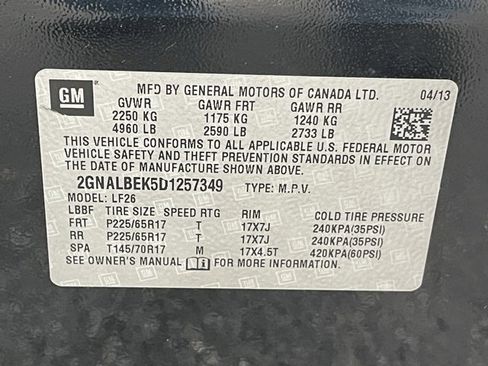 GM
MFD BY GENERAL MOTORS OF CANADA LTD. 04/13
GVWR GAWR FRT GAWR RR
2250 KG 1175 KG 1240 KG
4960 LB 2590 LB 2733 LB
THIS VEHICLE CONFORMS TO ALL APPLICABLE U.S. FEDERAL MOTOR
VEHICLE SAFETY AND THEFT PREVENTION STANDARDS IN EFFECT ON
THE DATE OF MANUFACTURE SHOWN ABOVE.
2GNALBEK5D1257349 TYPE: M.P.V.
MODEL: LF26
LBBF TIRE SIZE SPEED RTG RIM COLD TIRE PRESSURE
FRT P225/65R17 T 17X7J 240KPA(35PSI)
RR P225/65R17 T 17X7J 240KPA(35PSI)
SPA T145/70R17 M 17X4.5T 420KPA(60PSI)
SEE OWNER'S MANUAL FOR MORE INFORMATION.